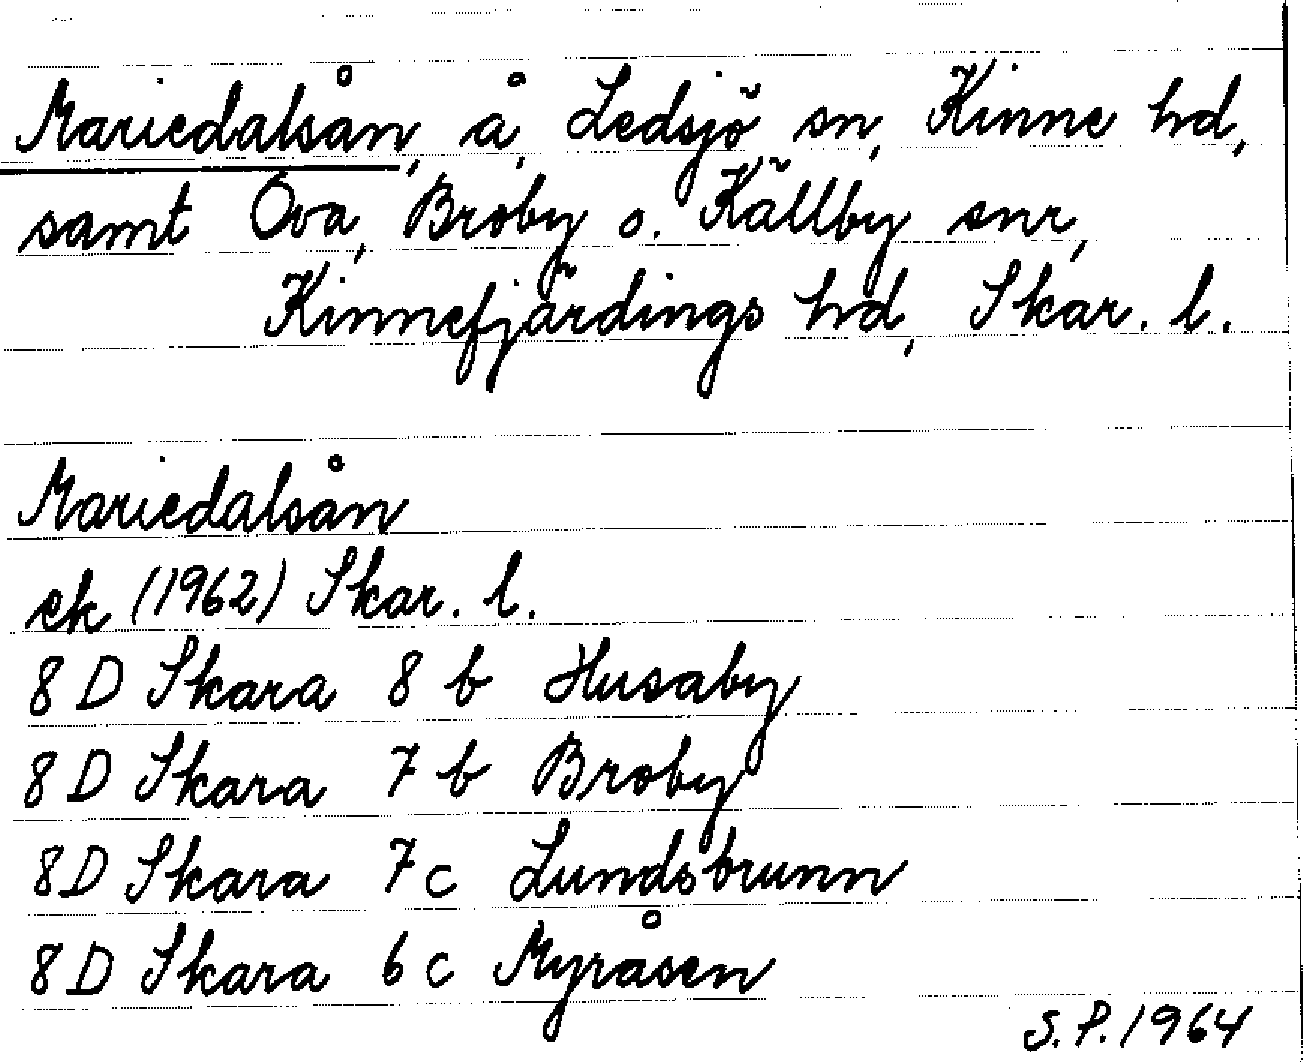 Mariedalsån, å, Ledsjö sn, Kinne hd,
samt Ova, Broby o. Källby snr,
Kinnefjärdings hd, Skar. l.
Mariedalsån
ek (1962) Skar. l.
8 D Skara 8 b Husaby
8 D Skara 7 b Broby
8 D Skara 7 c Lundsbrunn
8 D Skara 6 c Myråsen
S.P. 1964